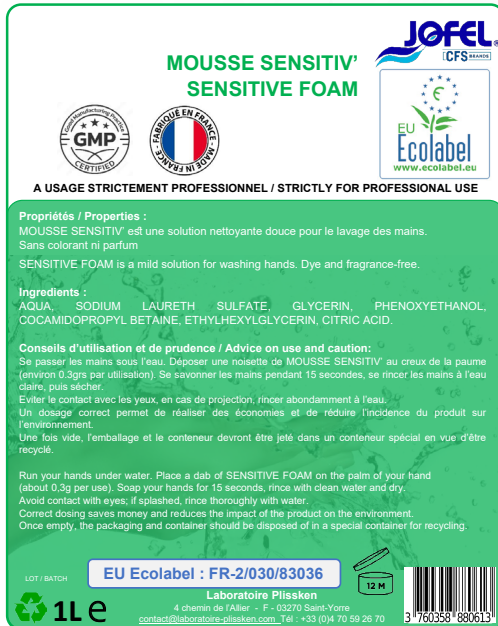 JOFEL®
CFS BRANDS
MOUSSE SENSITIV'
SENSITIVE FOAM
Good Manufacturing Practice
GMP
CERTIFIED
FABRIQUÉ EN FRANCE - MADE IN FRANCE -
EU
Ecolabel
www.ecolabel.eu
A USAGE STRICTEMENT PROFESSIONNEL / STRICTLY FOR PROFESSIONAL USE
Propriétés / Properties :
MOUSSE SENSITIV' est une solution nettoyante douce pour le lavage des mains.
Sans colorant ni parfum
SENSITIVE FOAM is a mild solution for washing hands. Dye and fragrance-free.
Ingredients :
AQUA, SODIUM LAURETH SULFATE, GLYCERIN, PHENOXYETHANOL,
COCAMIDOPROPYL BETAINE, ETHYLHEXYLGLYCERIN, CITRIC ACID.
Conseils d'utilisation et de prudence / Advice on use and caution:
Se passer les mains sous l'eau. Déposer une noisette de MOUSSE SENSITIV' au creux de la paume
(environ 0.3grs par utilisation). Se savonner les mains pendant 15 secondes, se rincer les mains à l'eau
claire, puis sécher.
Eviter le contact avec les yeux, en cas de projection, rincer abondamment à l'eau.
Un dosage correct permet de réaliser des économies et de réduire l'incidence du produit sur
l'environnement.
Une fois vide, l'emballage et le conteneur devront être jeté dans un conteneur spécial en vue d'être
recyclé.
Run your hands under water. Place a dab of SENSITIVE FOAM on the palm of your hand
(about 0,3g per use). Soap your hands for 15 seconds, rinse with clean water and dry.
Avoid contact with eyes; if splashed, rinse thoroughly with water.
Correct dosing saves money and reduces the impact of the product on the environment.
Once empty, the packaging and container should be disposed of in a special container for recycling.
LOT / BATCH
EU Ecolabel : FR-2/030/83036
12 M
1L e
Laboratoire Plissken
4 chemin de l'Allier - F - 03270 Saint-Yorre
contact@laboratoire-plissken.com Tél : +33 (0)4 70 59 26 70
3 760358 880613